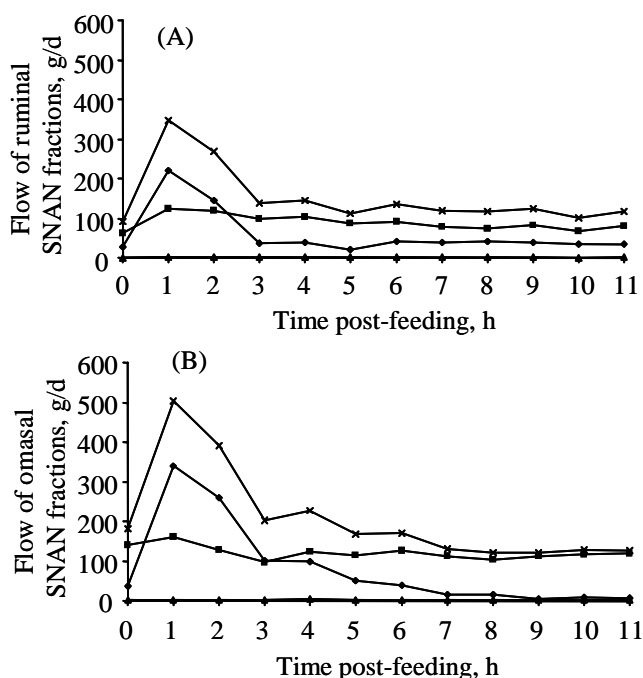 (A)
Flow of ruminal
SNAN fractions, g/d
600
500
400
300
200
100
0
0 1 2 3 4 5 6 7 8 9 10 11
Time post-feeding, h
(B)
Flow of omasal
SNAN fractions, g/d
600
500
400
300
200
100
0
0 1 2 3 4 5 6 7 8 9 10 11
Time post-feeding, h